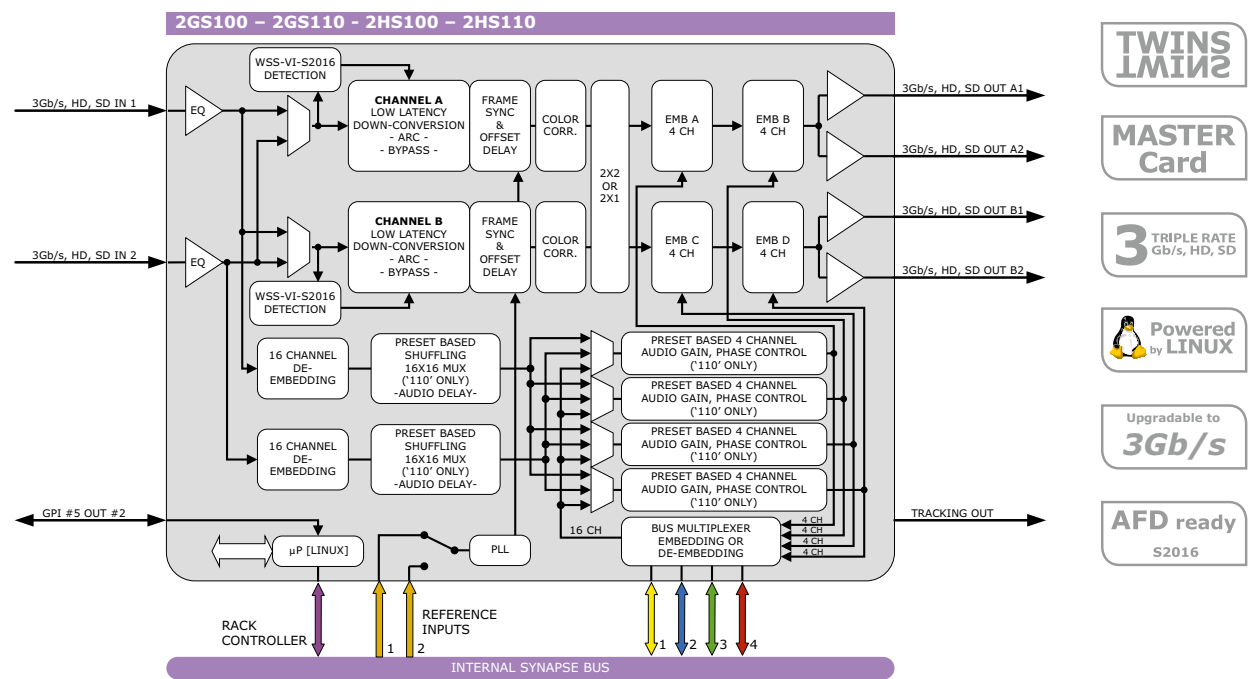 2GS100 – 2GS110 - 2HS100 – 2HS110
WSS-VI-S2016
DETECTION
3Gb/s, HD, SD IN 1
EQ
CHANNEL A
LOW LATENCY
DOWN-CONVERSION
- ARC -
- BYPASS -
FRAME
SYNC
&
OFFSET
DELAY
COLOR
CORR.
2X2
OR
2X1
EMB A
4 CH
EMB B
4 CH
3Gb/s, HD, SD OUT A1
3Gb/s, HD, SD OUT A2
3Gb/s, HD, SD IN 2
EQ
CHANNEL B
LOW LATENCY
DOWN-CONVERSION
- ARC -
- BYPASS -
FRAME
SYNC
&
OFFSET
DELAY
COLOR
CORR.
EMB C
4 CH
EMB D
4 CH
3Gb/s, HD, SD OUT B1
3Gb/s, HD, SD OUT B2
WSS-VI-S2016
DETECTION
16 CHANNEL
DE-
EMBEDDING
PRESET BASED
SHUFFLING
16X16 MUX
('110' ONLY)
-AUDIO DELAY-
PRESET BASED 4 CHANNEL
AUDIO GAIN, PHASE CONTROL
('110' ONLY)
PRESET BASED 4 CHANNEL
AUDIO GAIN, PHASE CONTROL
('110' ONLY)
16 CHANNEL
DE-
EMBEDDING
PRESET BASED
SHUFFLING
16X16 MUX
('110' ONLY)
-AUDIO DELAY-
PRESET BASED 4 CHANNEL
AUDIO GAIN, PHASE CONTROL
('110' ONLY)
PRESET BASED 4 CHANNEL
AUDIO GAIN, PHASE CONTROL
('110' ONLY)
GPI #5 OUT #2
µP [LINUX]
PLL
16 CH
BUS MULTIPLEXER
EMBEDDING OR
DE-EMBEDDING
4 CH
4 CH
4 CH
4 CH
TRACKING OUT
RACK
CONTROLLER
1
2
REFERENCE
INPUTS
1
2
3
4
INTERNAL SYNAPSE BUS
TWINS
TWINS
MASTER
Card
3 TRIPLE RATE
Gb/s, HD, SD
Powered
by LINUX
Upgradable to
3Gb/s
AFD ready
S2016